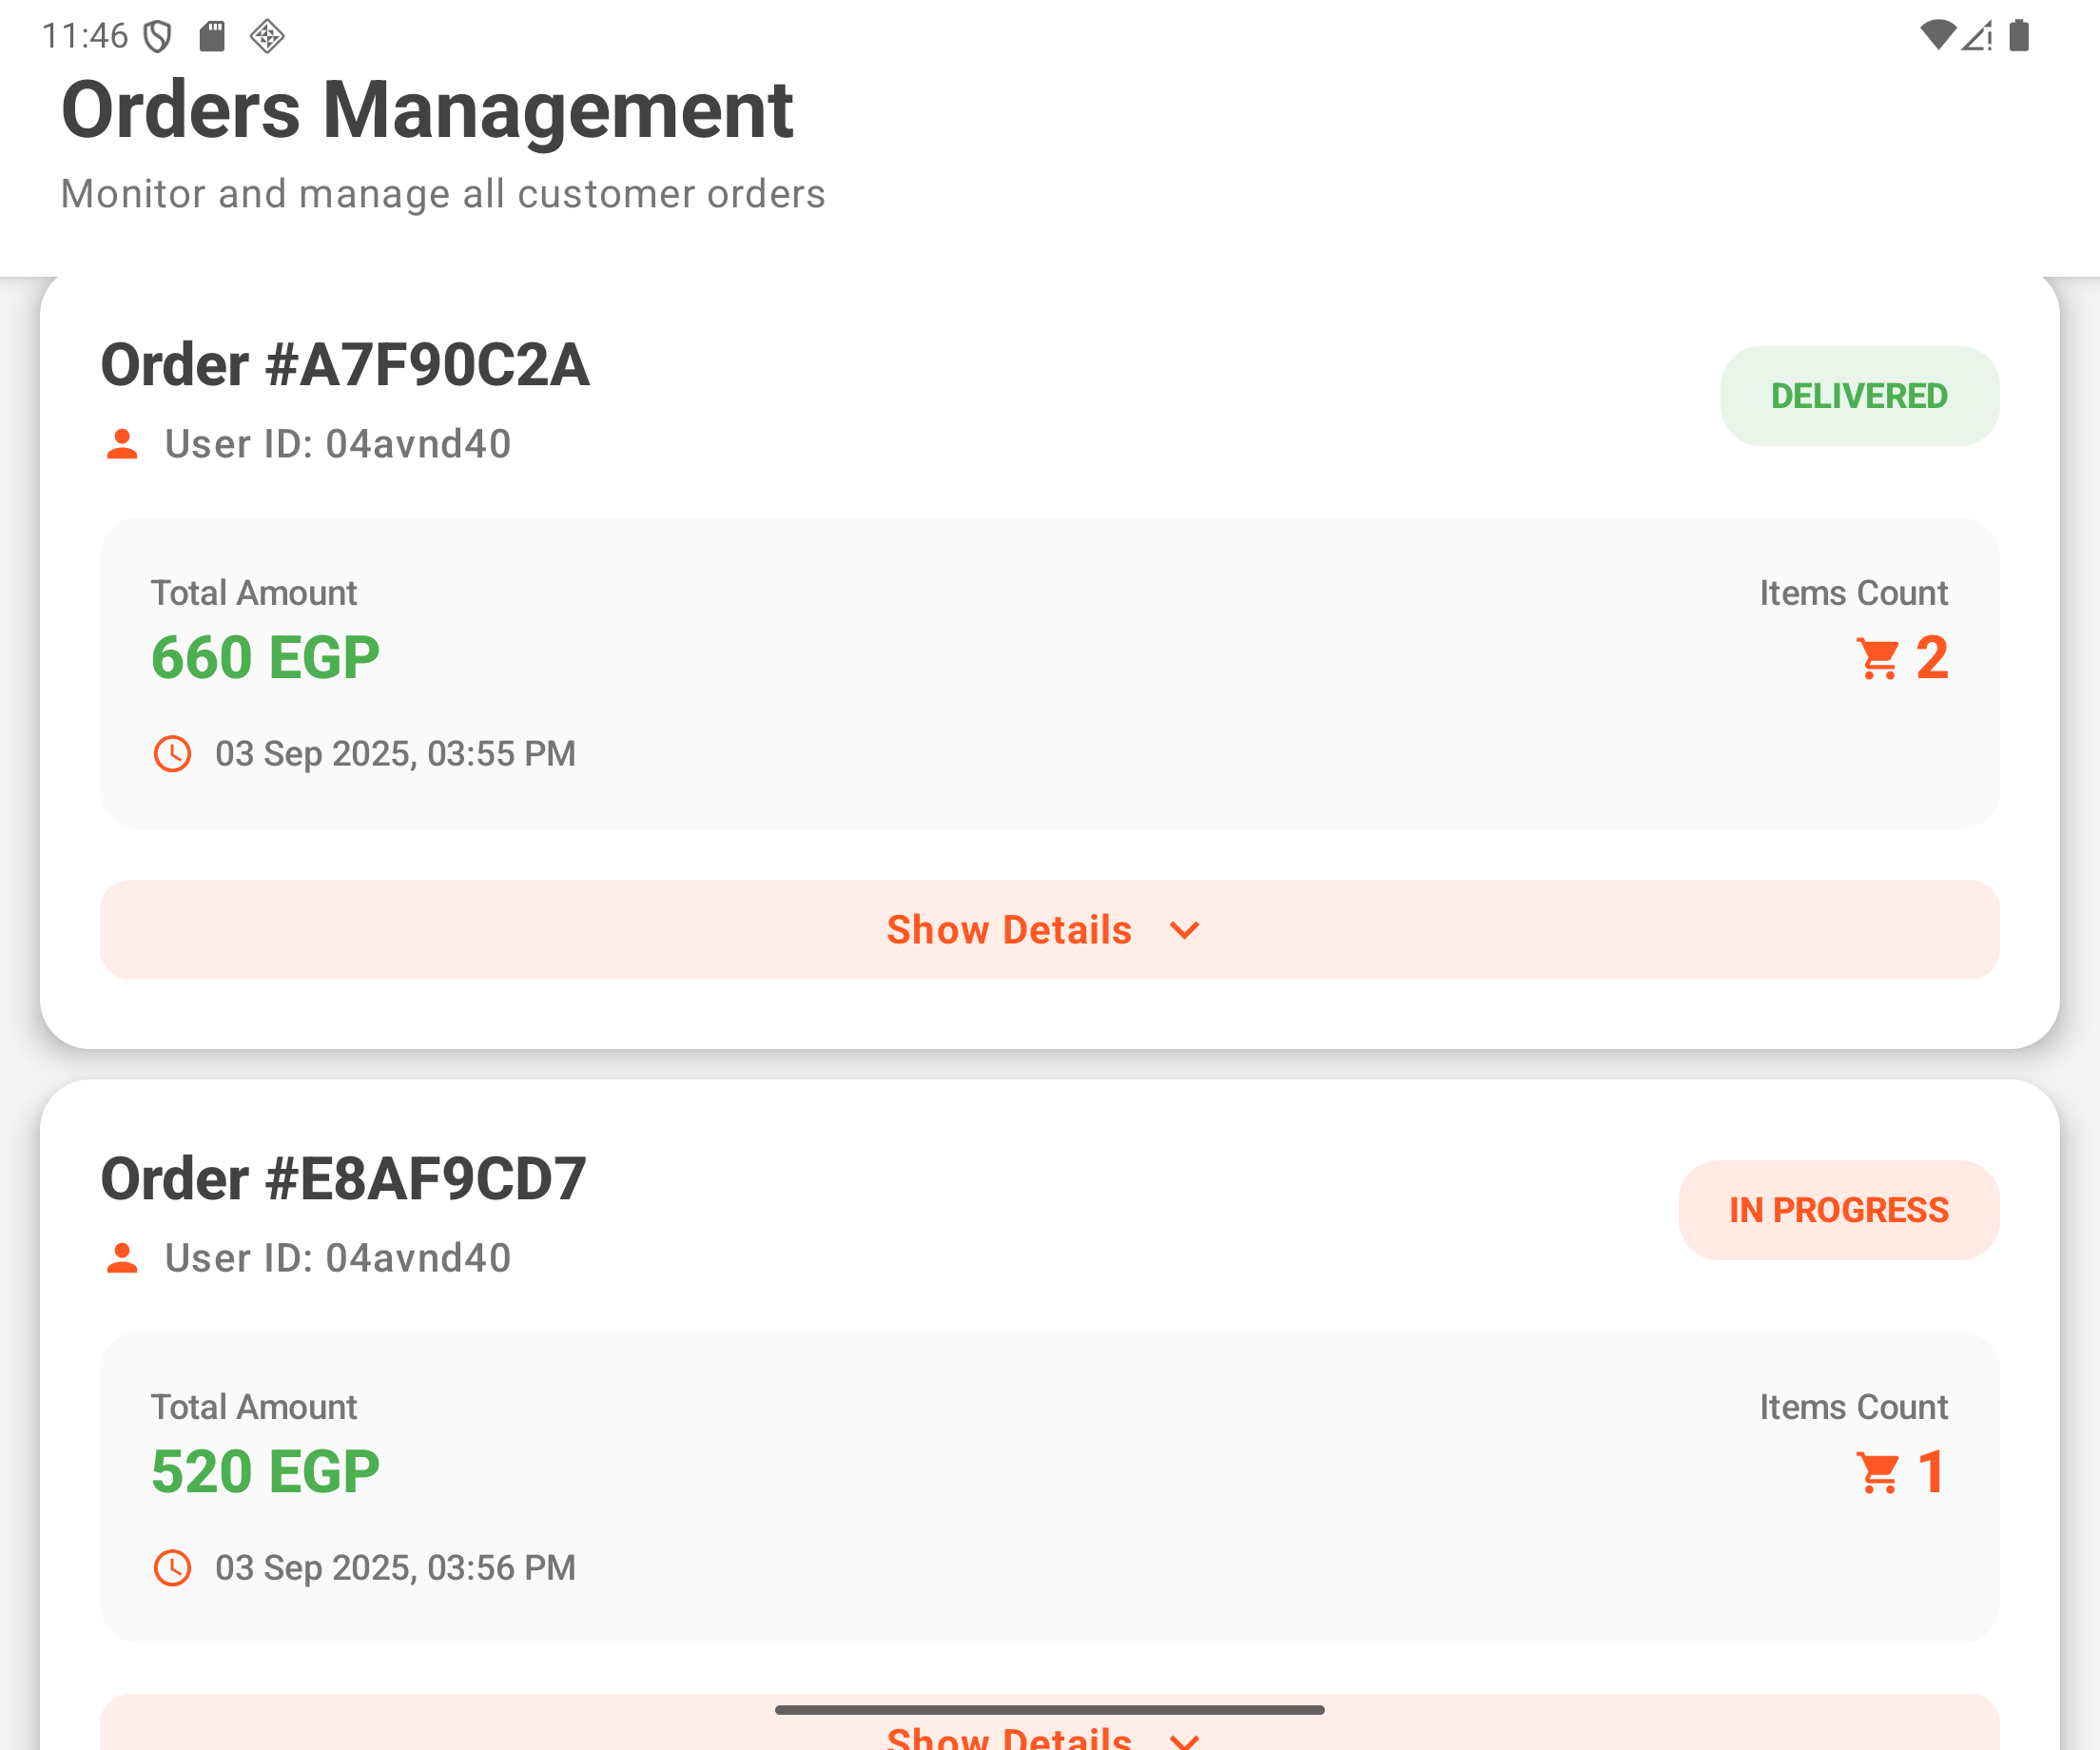 11:46
Orders Management
Monitor and manage all customer orders
Order #A7F90C2A
DELIVERED
User ID: 04avnd40
Total Amount
Items Count
660 EGP
2
03 Sep 2025, 03:55 PM
Show Details
Order #E8AF9CD7
IN PROGRESS
User ID: 04avnd40
Total Amount
Items Count
520 EGP
1
03 Sep 2025, 03:56 PM
Show Details